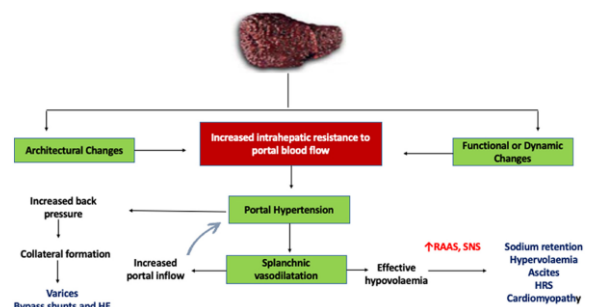 Architectural Changes
Increased intrahepatic resistance to
portal blood flow
Functional or Dynamic
Changes
Increased back
pressure
Portal Hypertension
Collateral formation
Increased
portal inflow
Splanchnic
vasodilatation
Effective
hypovolaemia
↑RAAS, SNS
Sodium retention
Hypervolaemia
Ascites
HRS
Cardiomyopathy
Varices
Bypass shunts and HE